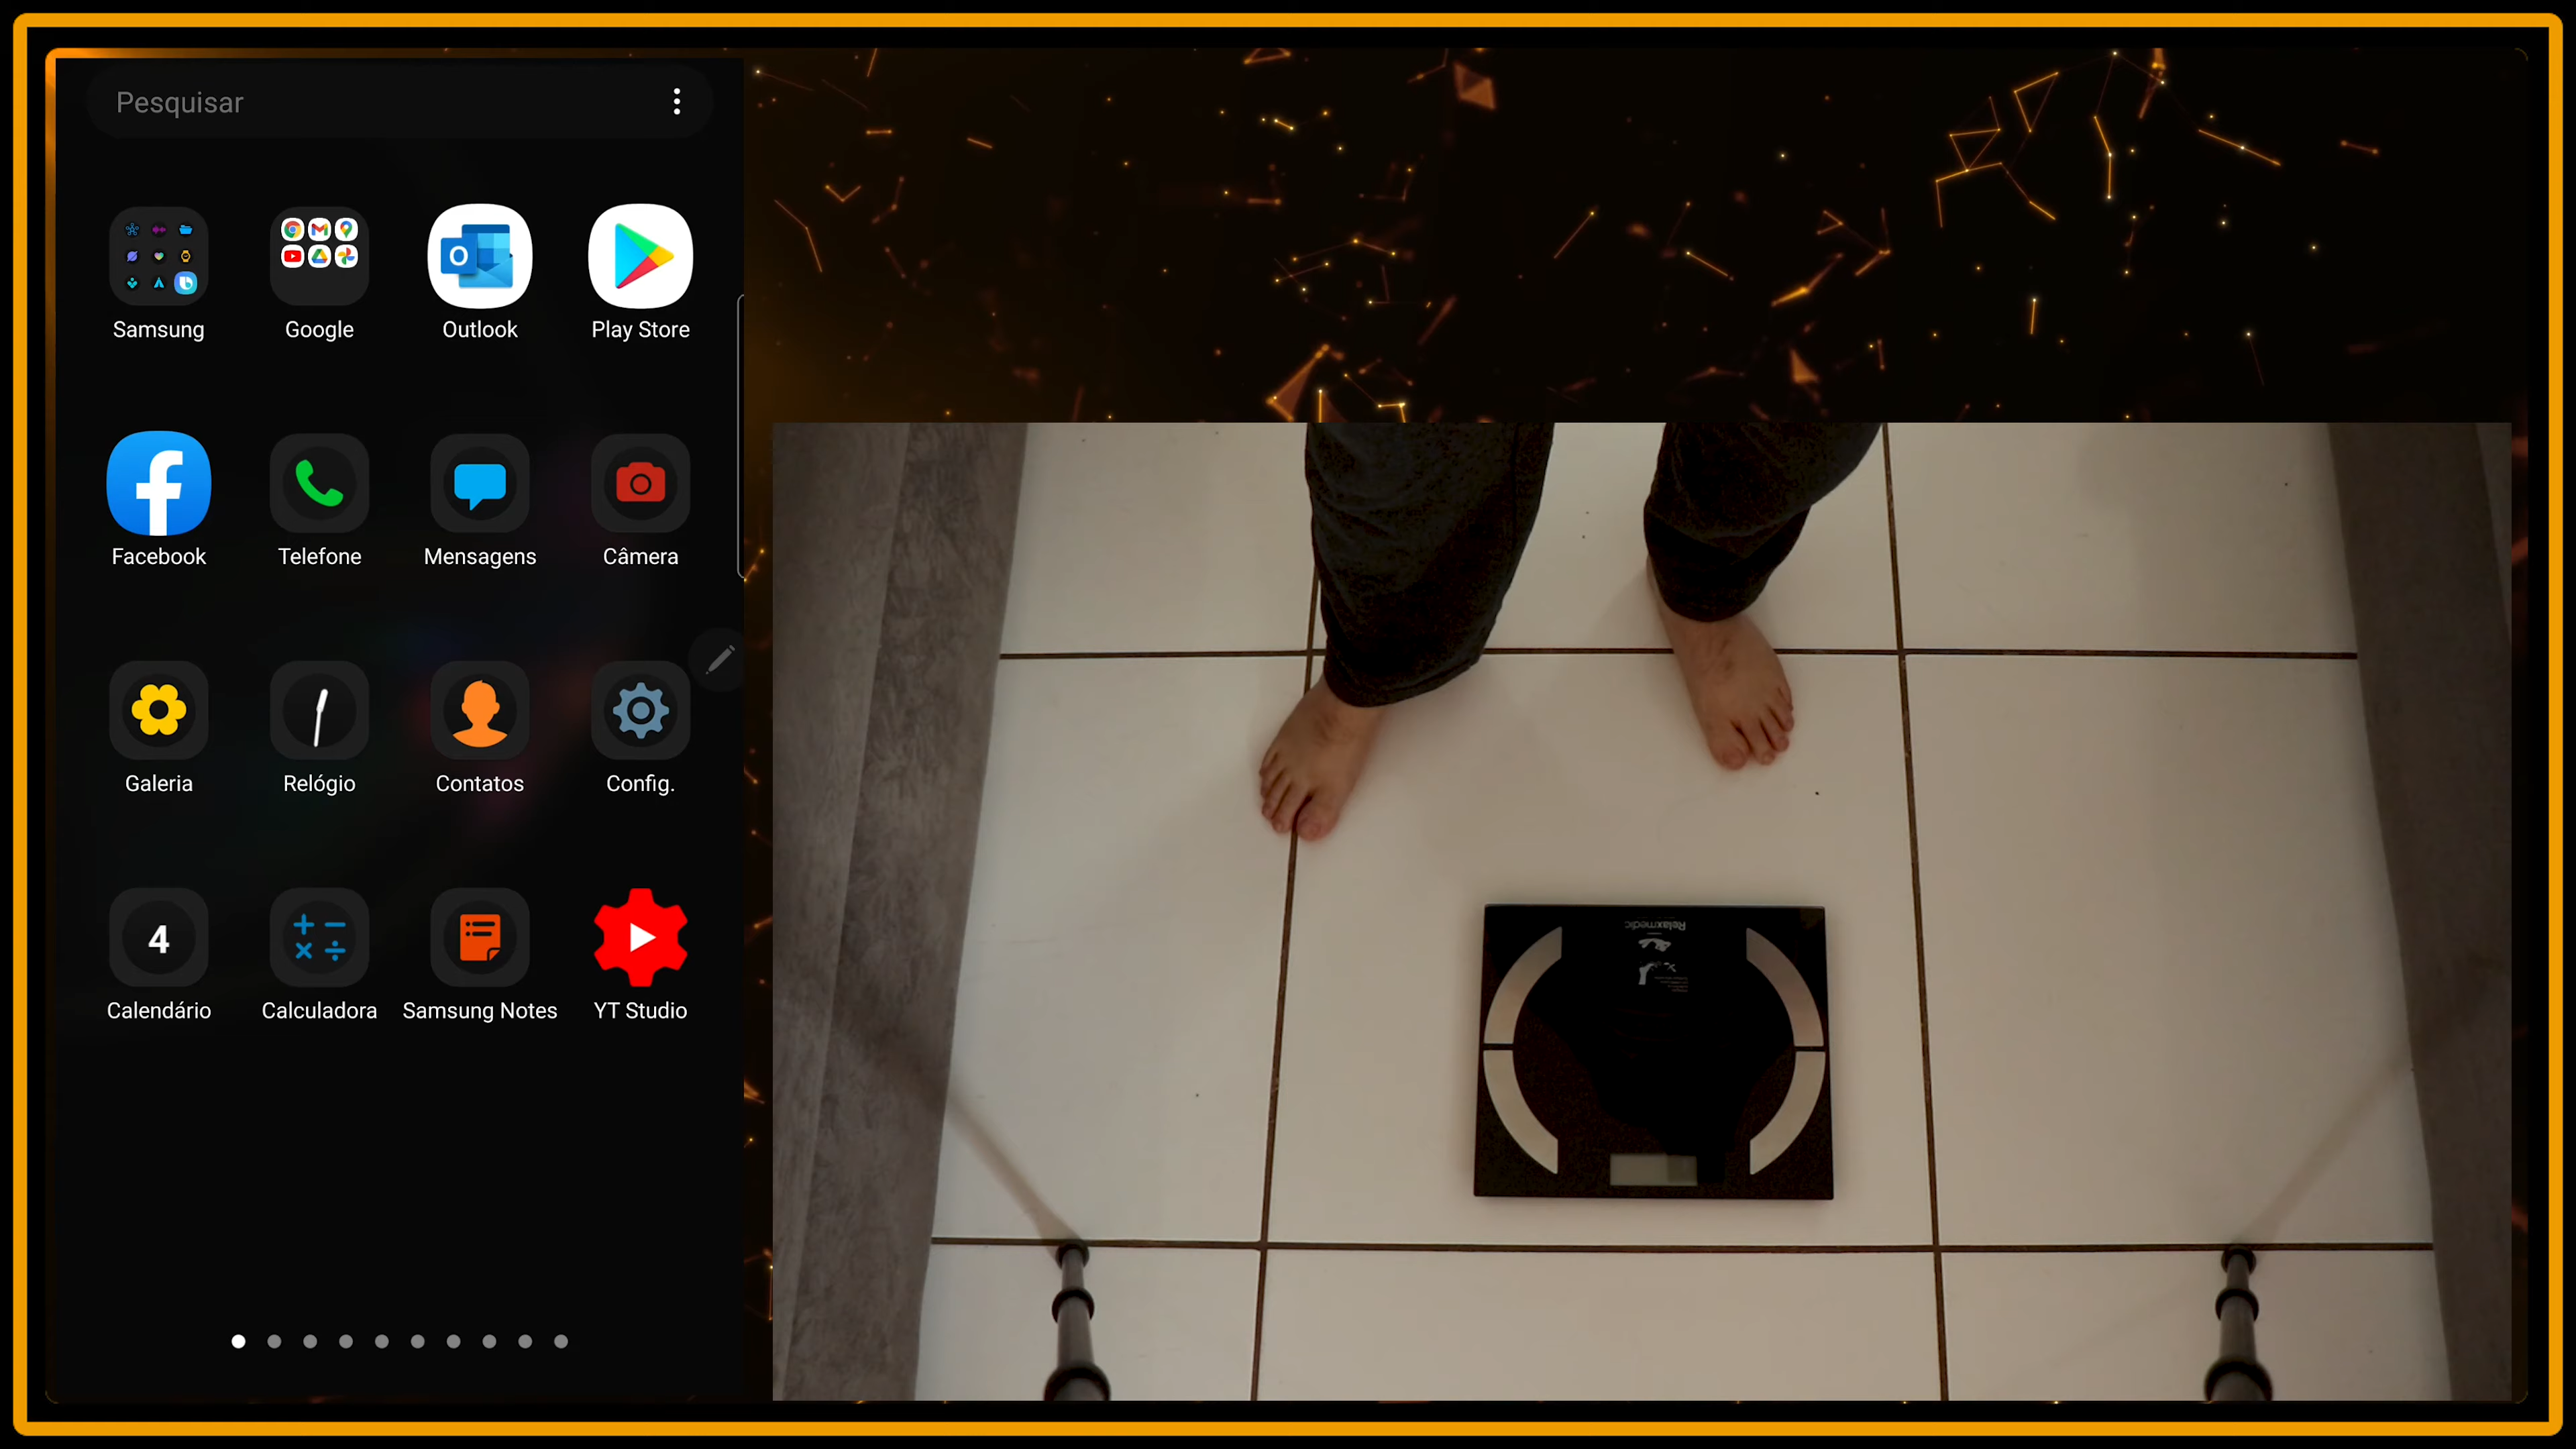 Pesquisar
Samsung
Google
Outlook
Play Store
Facebook
Telefone
Mensagens
Câmera
Galeria
Relógio
Contatos
Config.
4
Calendário
Calculadora
Samsung Notes
YT Studio
Relaxmedic